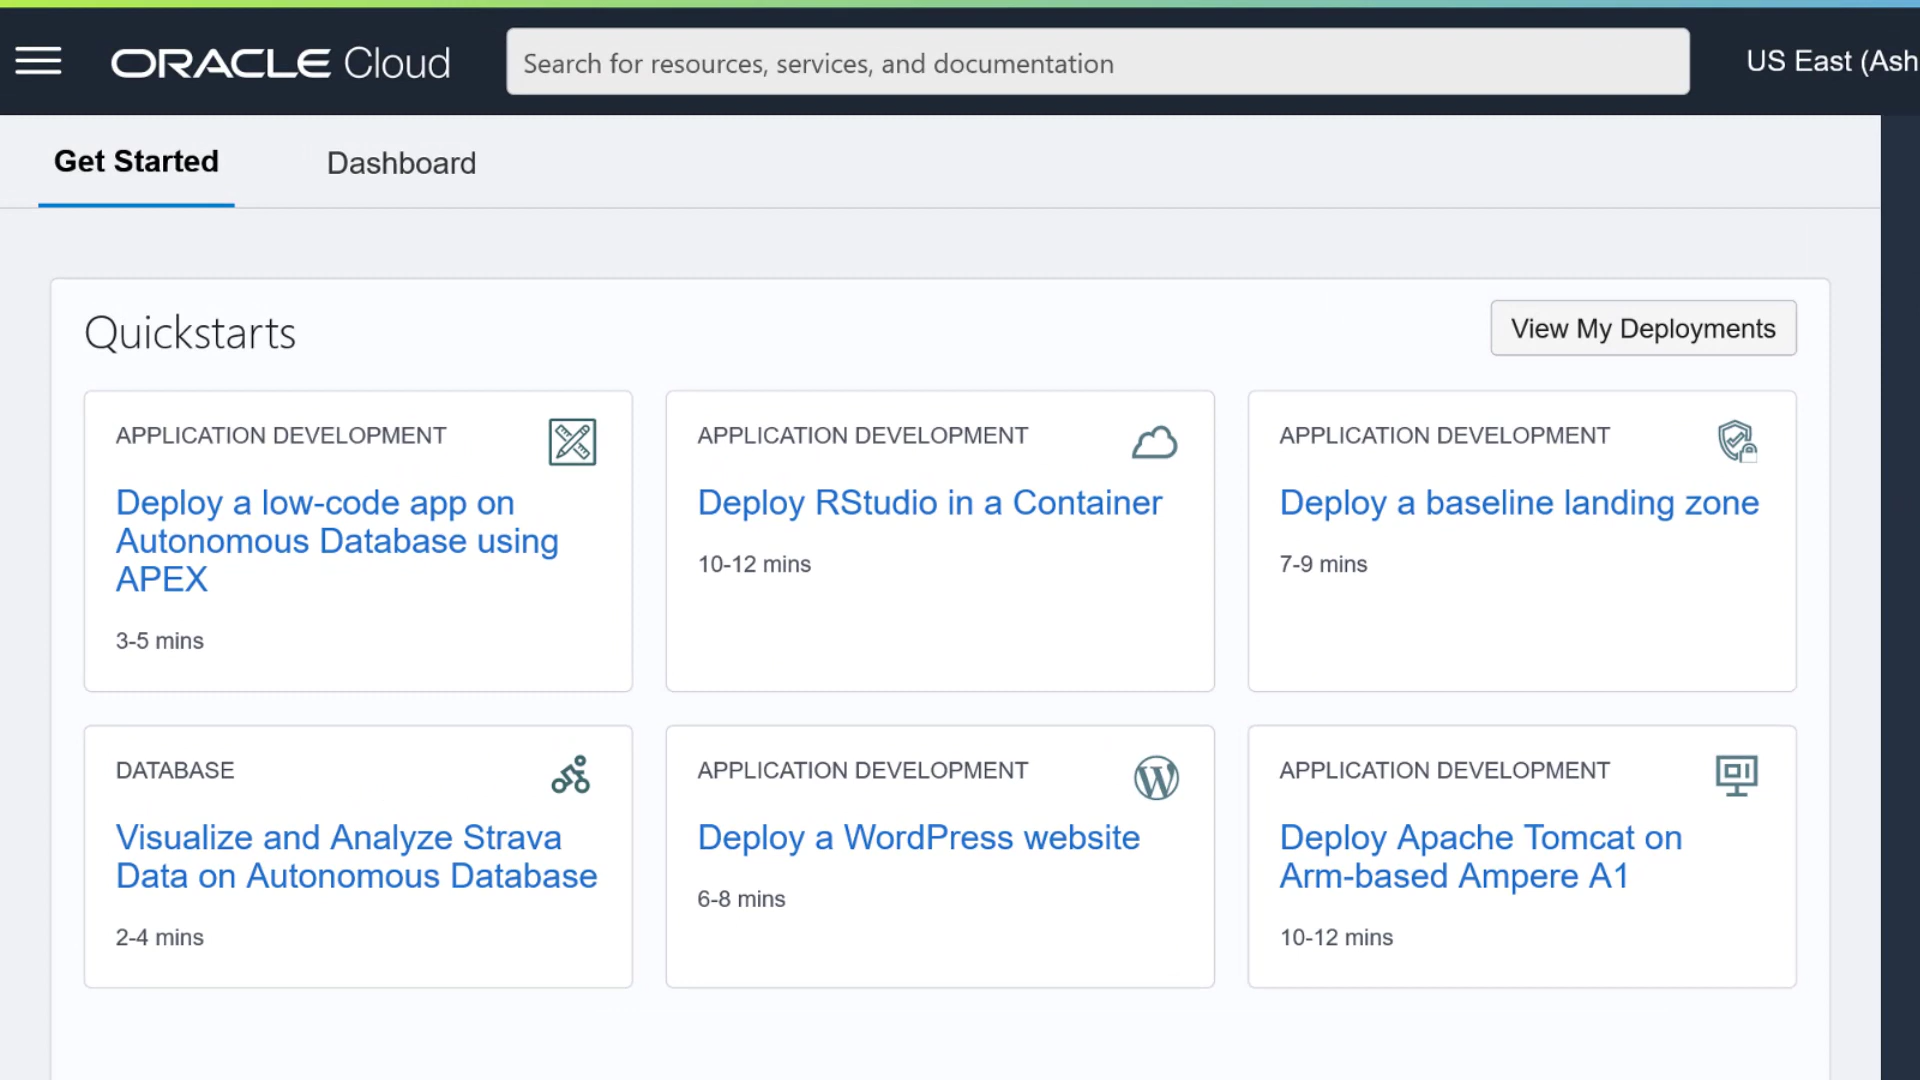 ORACLE Cloud
Search for resources, services, and documentation
US East (Ash
Get Started
Dashboard
Quickstarts
View My Deployments
APPLICATION DEVELOPMENT
Deploy a low-code app on
Autonomous Database using
APEX
3-5 mins
APPLICATION DEVELOPMENT
Deploy RStudio in a Container
10-12 mins
APPLICATION DEVELOPMENT
Deploy a baseline landing zone
7-9 mins
DATABASE
Visualize and Analyze Strava
Data on Autonomous Database
2-4 mins
APPLICATION DEVELOPMENT
Deploy a WordPress website
6-8 mins
APPLICATION DEVELOPMENT
Deploy Apache Tomcat on
Arm-based Ampere A1
10-12 mins